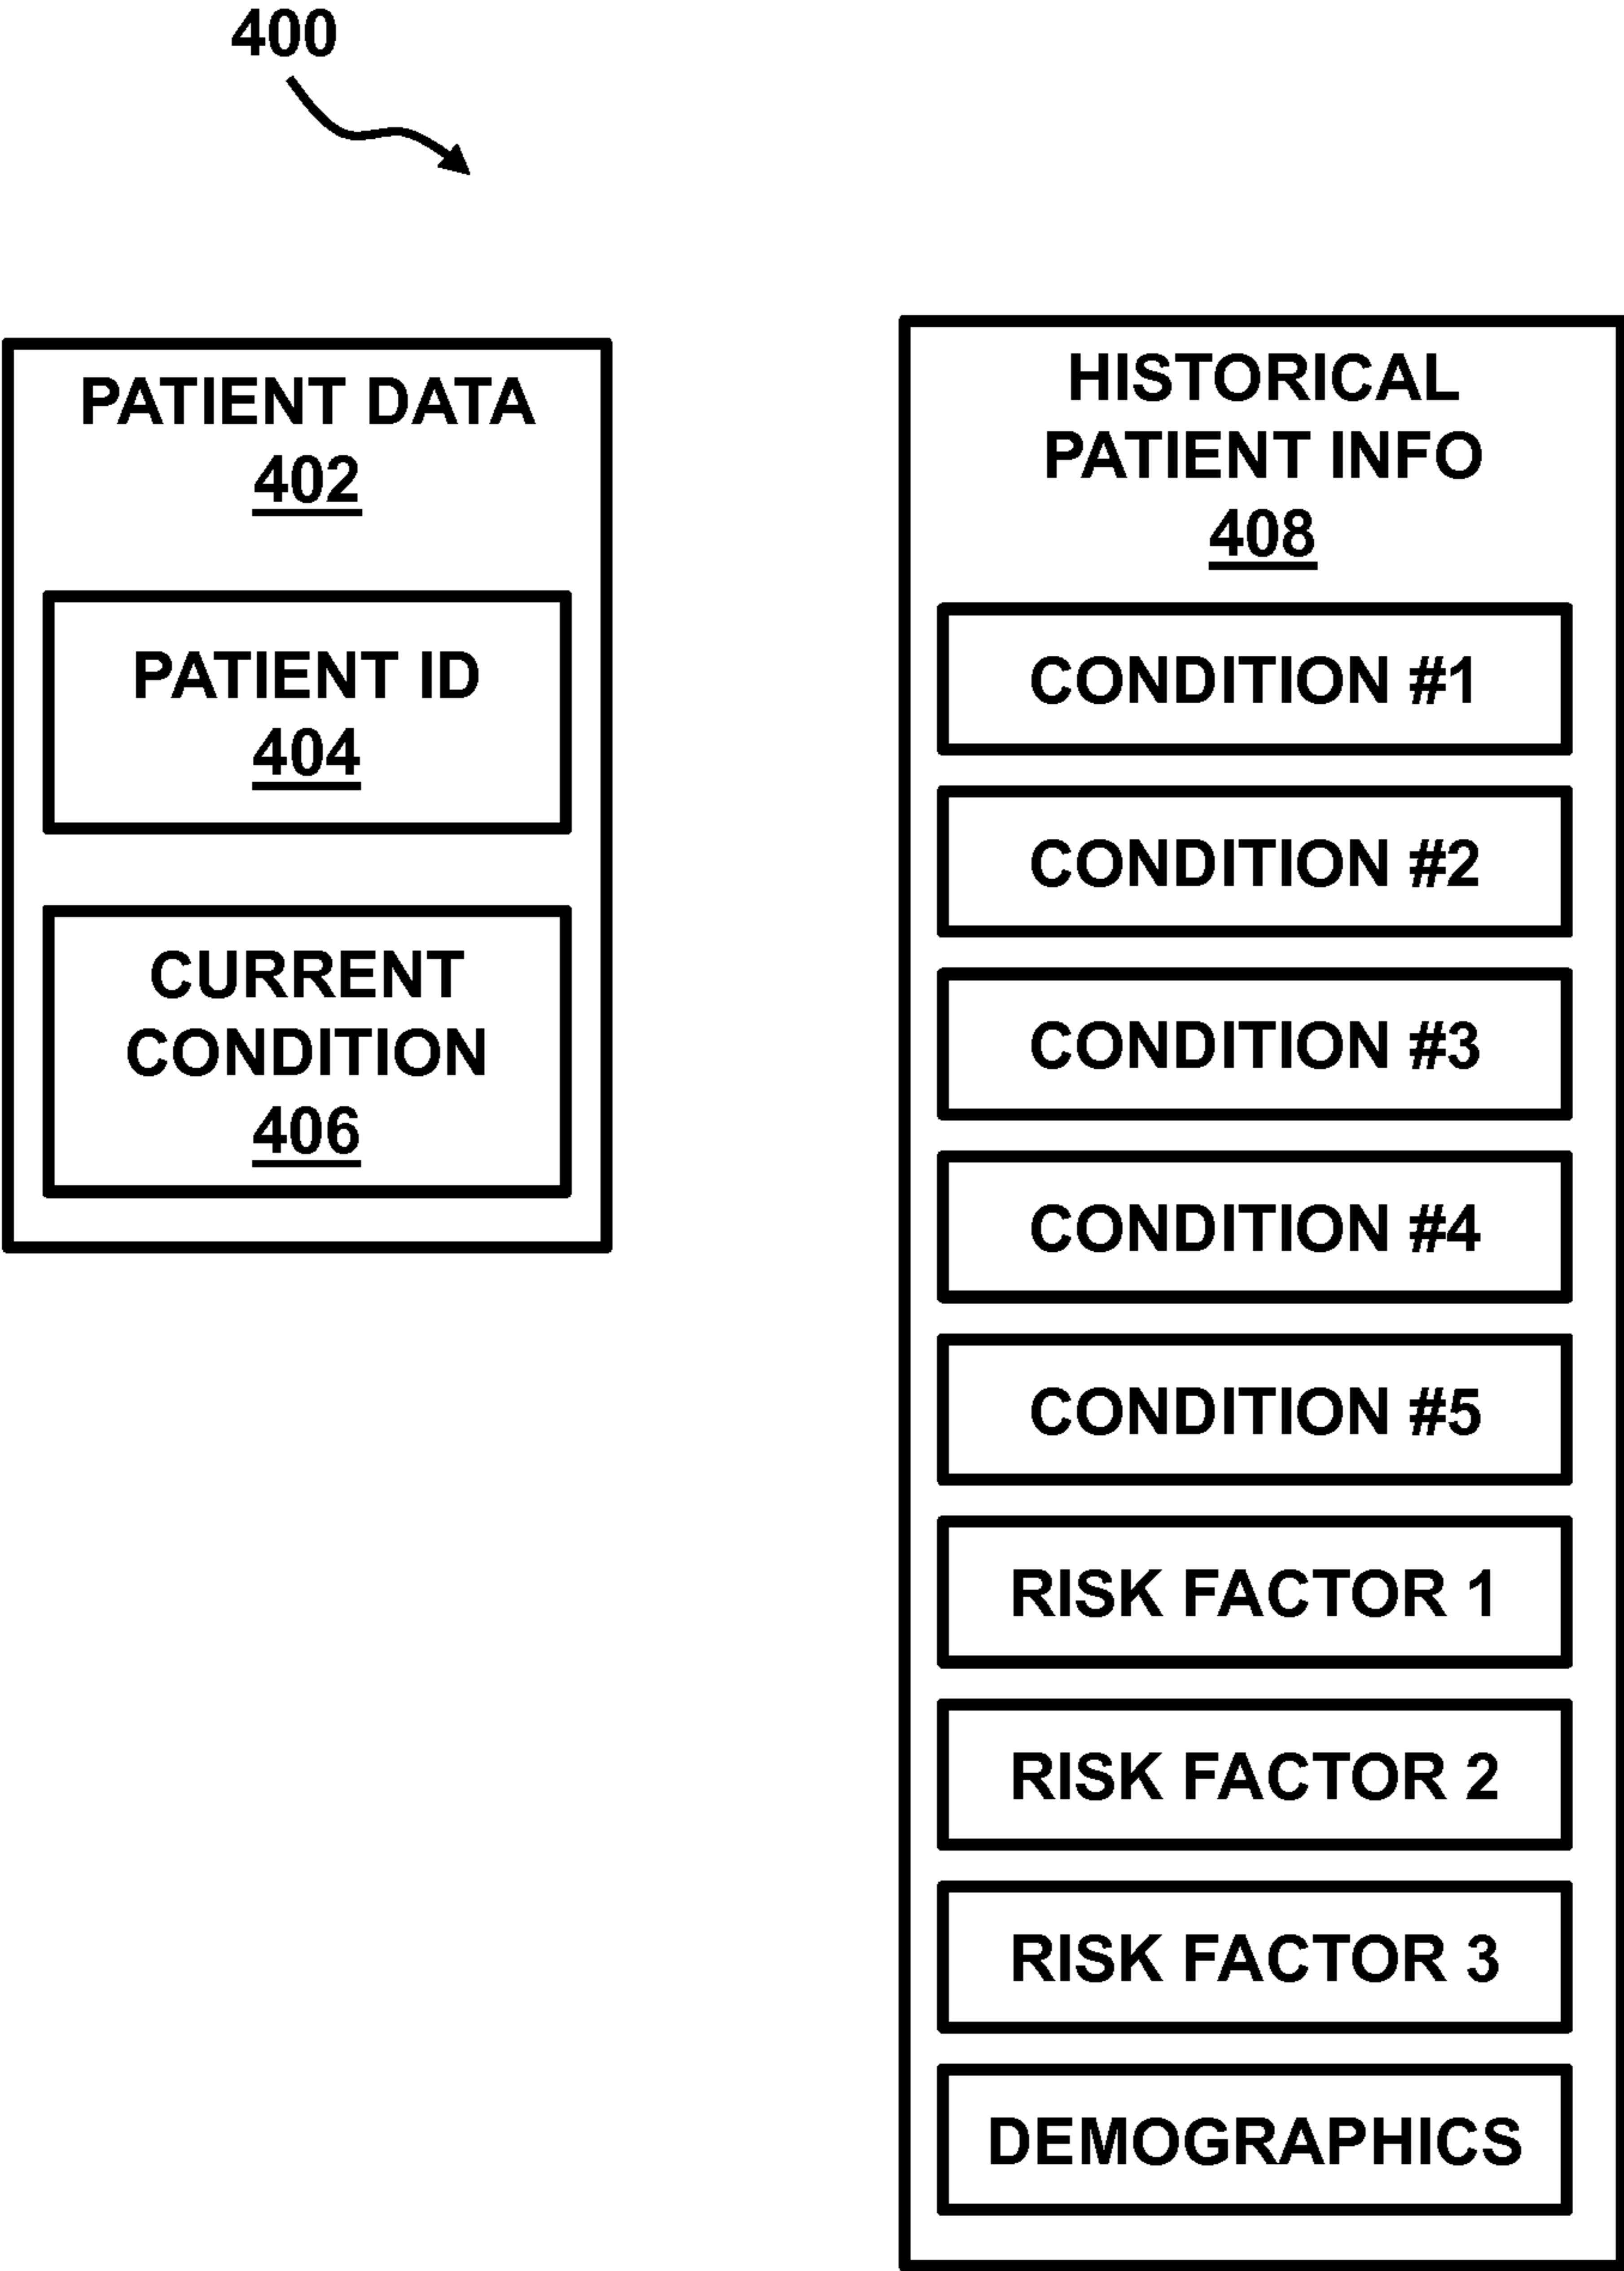 400
PATIENT DATA
402
PATIENT ID
404
CURRENT
CONDITION
406
HISTORICAL
PATIENT INFO
408
CONDITION #1
CONDITION #2
CONDITION #3
CONDITION #4
CONDITION #5
RISK FACTOR 1
RISK FACTOR 2
RISK FACTOR 3
DEMOGRAPHICS